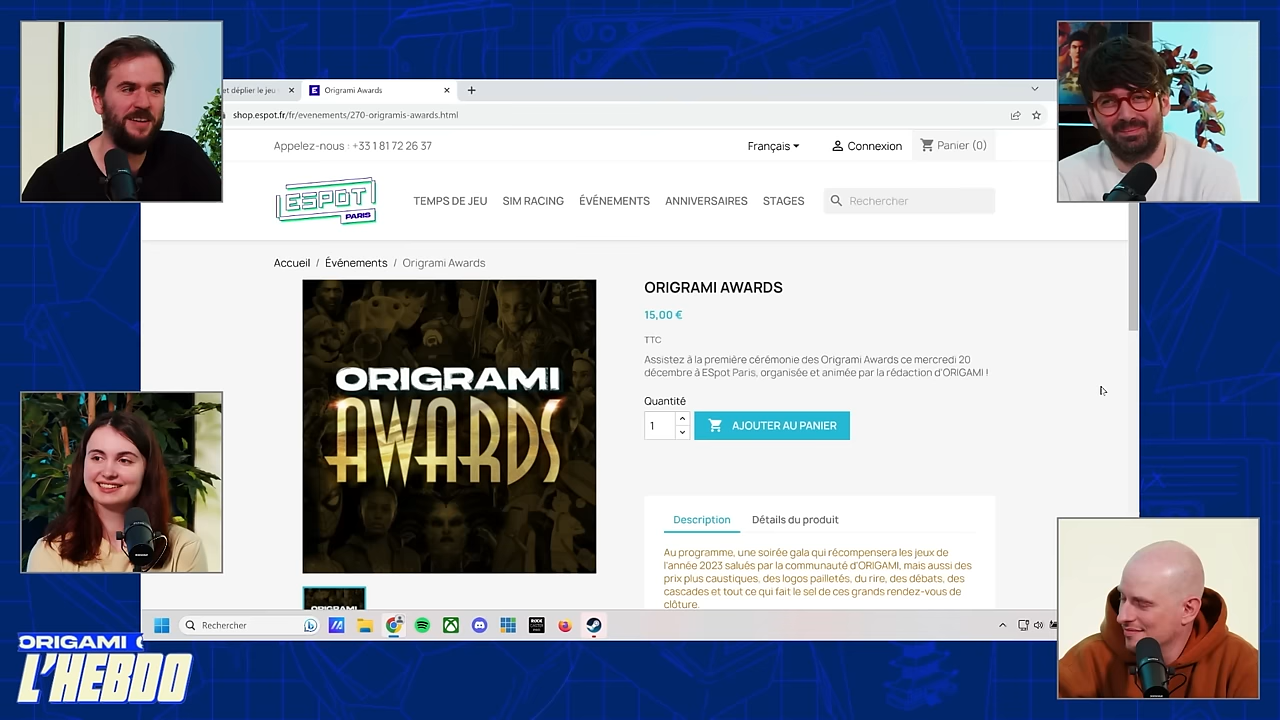 et déplier le jeu
Origrami Awards
shop.espot.fr/fr/evenements/270-origramis-awards.html
Appelez-nous : +33 1 81 72 26 37
Français
Connexion
Panier (0)
ESPOT
PARIS
TEMPS DE JEU
SIM RACING
ÉVÉNEMENTS
ANNIVERSAIRES
STAGES
Rechercher
Accueil / Événements / Origrami Awards
ORIGRAMI
AWARDS
ORIGRAMI AWARDS
15,00 €
TTC
Assistez à la première cérémonie des Origrami Awards ce mercredi 20
décembre à ESpot Paris, organisée et animée par la rédaction d'ORIGAMI !
Quantité
1
AJOUTER AU PANIER
Description
Détails du produit
Au programme, une soirée gala qui récompensera les jeux de
l'année 2023 salués par la communauté d'ORIGAMI, mais aussi des
prix plus caustiques, des logos pailletés, du rire, des débats, des
cascades et tout ce qui fait le sel de ces grands rendez-vous de
clôture.
ORIGRAMI
Rechercher
ORIGAMI
L'HEBDO